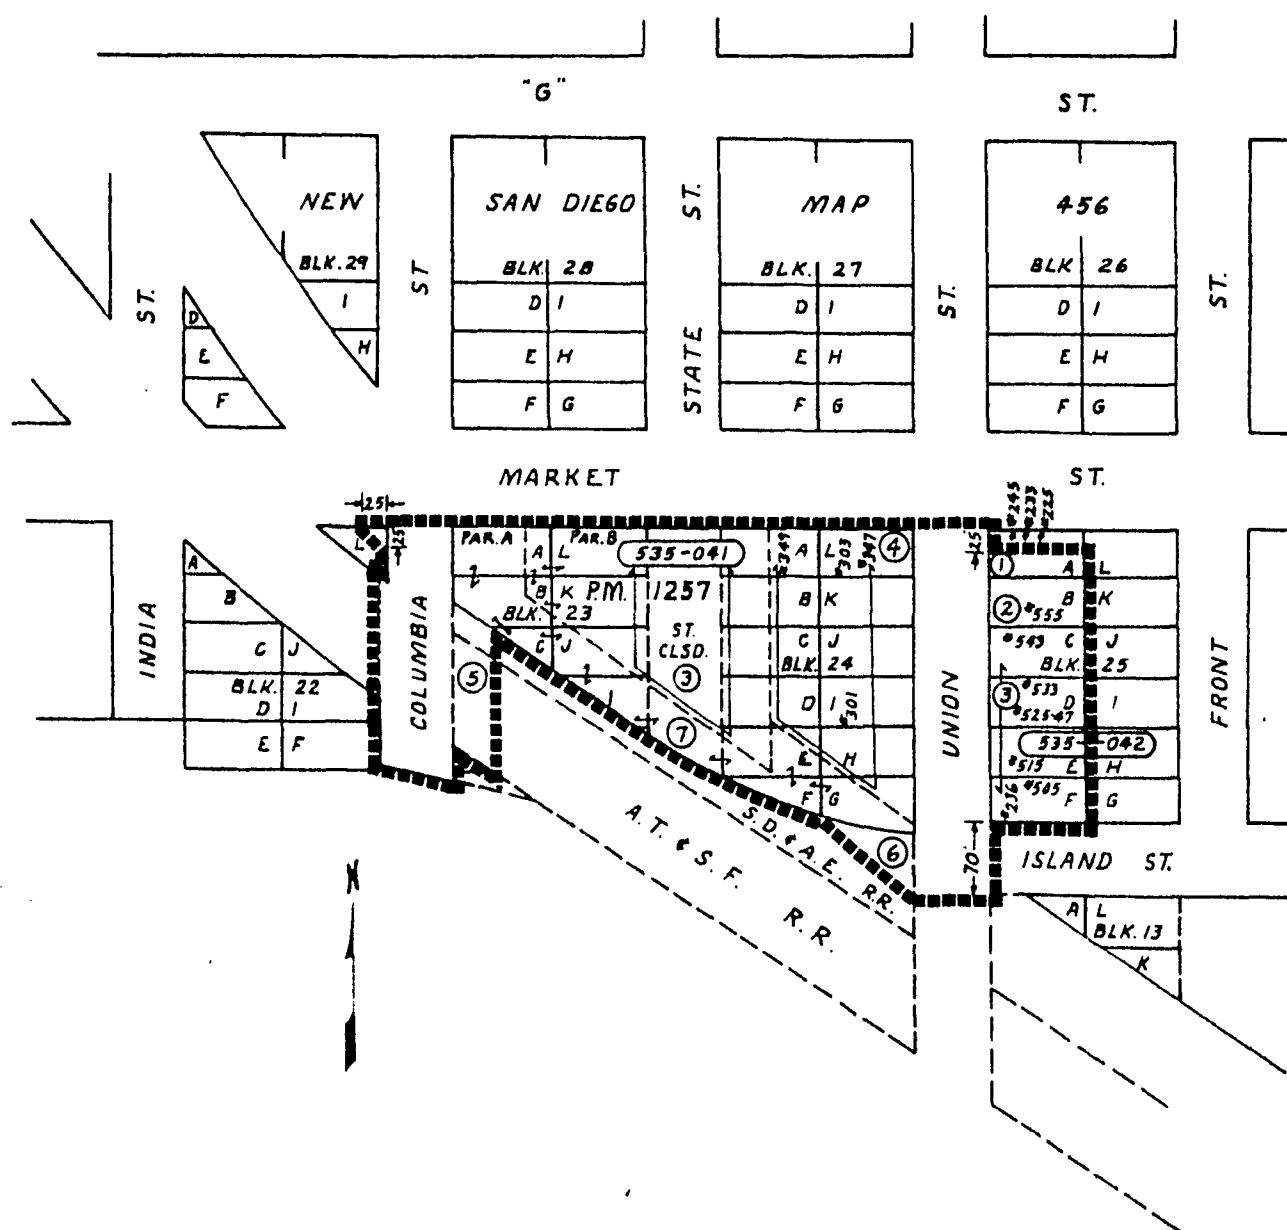 "G"
ST.
NEW
SAN DIEGO
MAP
456
ST.
BLK. 29
BLK. 28
BLK. 27
BLK 26
ST.
ST
STATE
ST.
ST.
I
D I
D I
D I
D
H
E H
E H
E H
E
F
F G
F G
F G
MARKET
ST.
25
25
25
#245
#233
#225
L
PAR. A
PAR. B
535-041
A L
#349
A L
#303
④
①
A L
A
B
B K
P.M. 1257
B K
② #555
B K
BLK. 23
#543
C J
C J
C J
C J
ST.
CLSD.
③
BLK. 24
BLK. 25
INDIA
COLUMBIA
⑤
BLK. 22
D I
D I
#301
③ #533
D I
#525-47
UNION
FRONT
⑦
E F
E H
535-042
#515
E H
F G
#236
#505
F G
A. T. & S. F.
R. R.
S. D. & A. E. R.R.
⑥
70'
ISLAND ST.
N
A L
BLK. 13
K